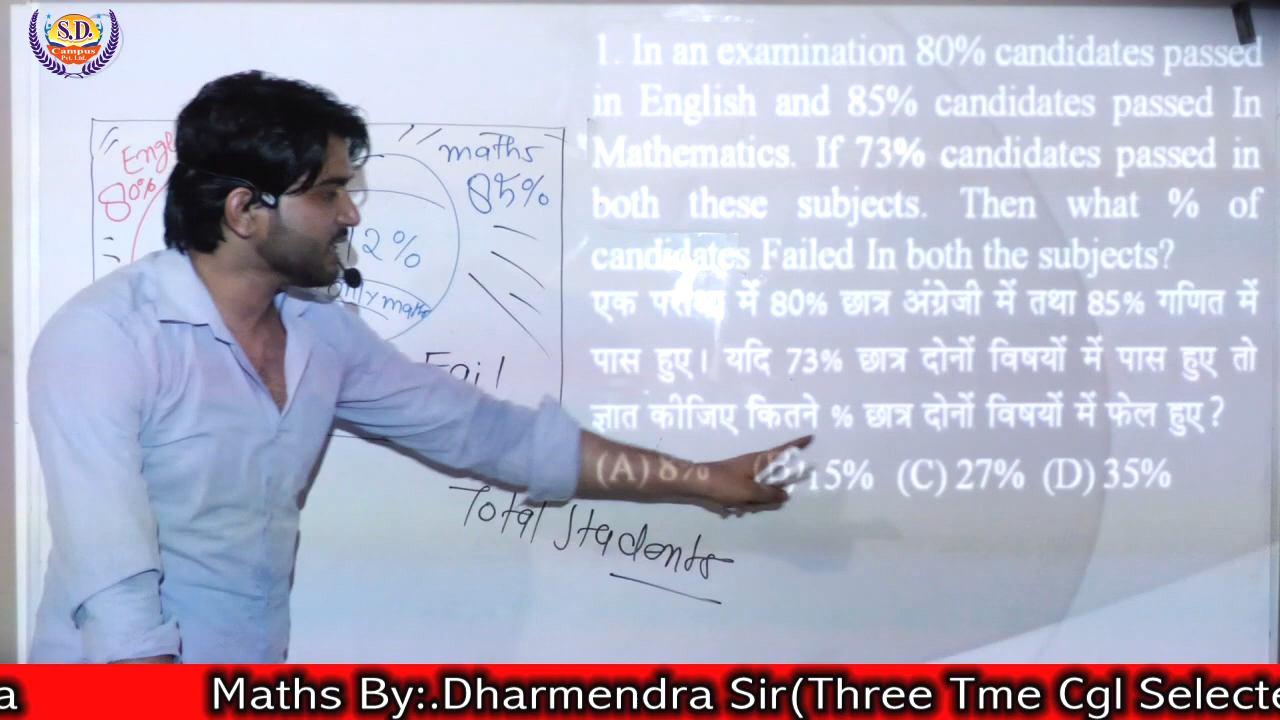 S.D.
Campus
Pvt. Ltd.
1. In an examination 80% candidates passed
in English and 85% candidates passed In
Mathematics. If 73% candidates passed in
both these subjects. Then what % of
candidates Failed In both the subjects?
एक में 80% छात्र अंग्रेजी में तथा 85% गणित में
पास हुए। यदि 73% छात्र दोनों विषयों में पास हुए तो
ज्ञात कीजिए कितने % छात्र दोनों विषयों में फेल हुए?
(A) 8% (B) 15% (C) 27% (D) 35%
80%
maths
85%
12%
only maths
Fail
Total Students
Maths By:.Dharmendra Sir(Three Tme Cgl Selecte